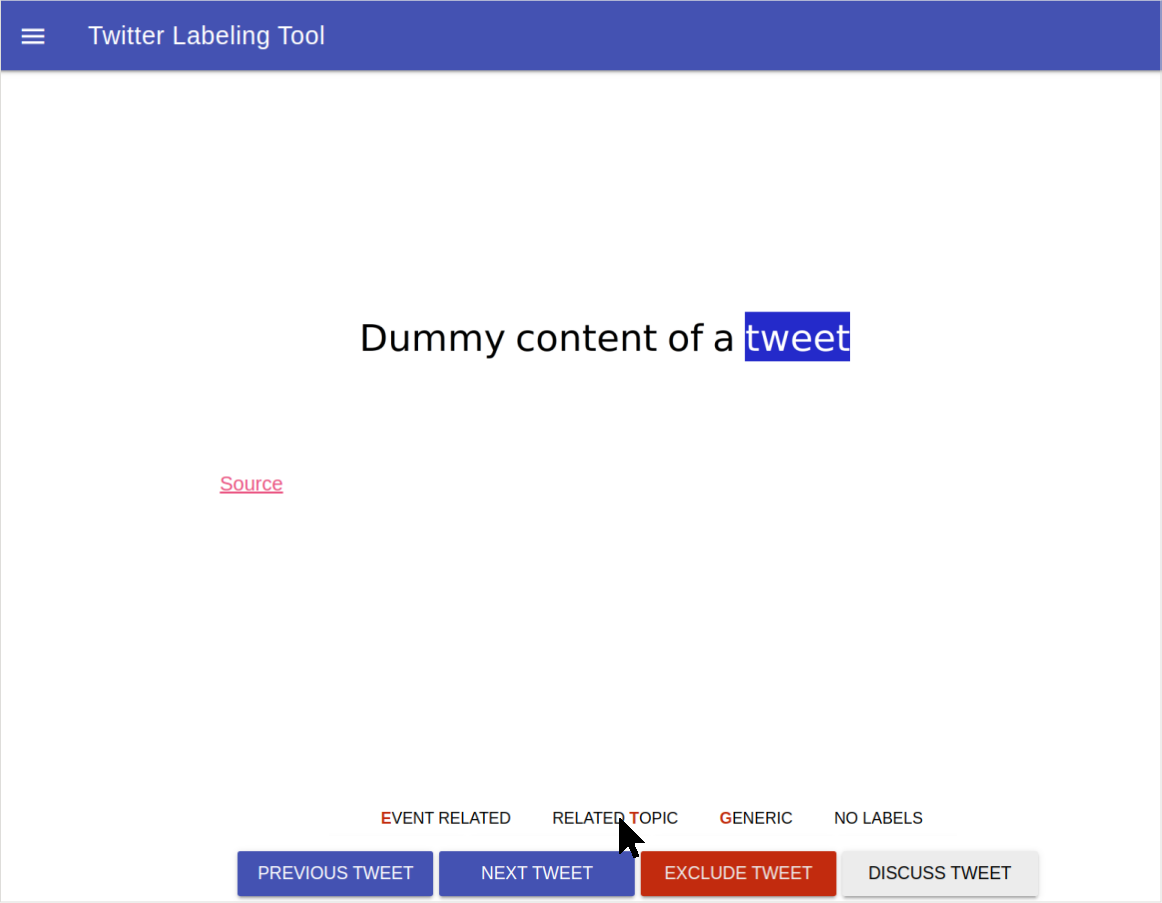 Twitter Labeling Tool
Dummy content of a tweet
Source
EVENT RELATED RELATED TOPIC GENERIC NO LABELS
PREVIOUS TWEET NEXT TWEET EXCLUDE TWEET DISCUSS TWEET